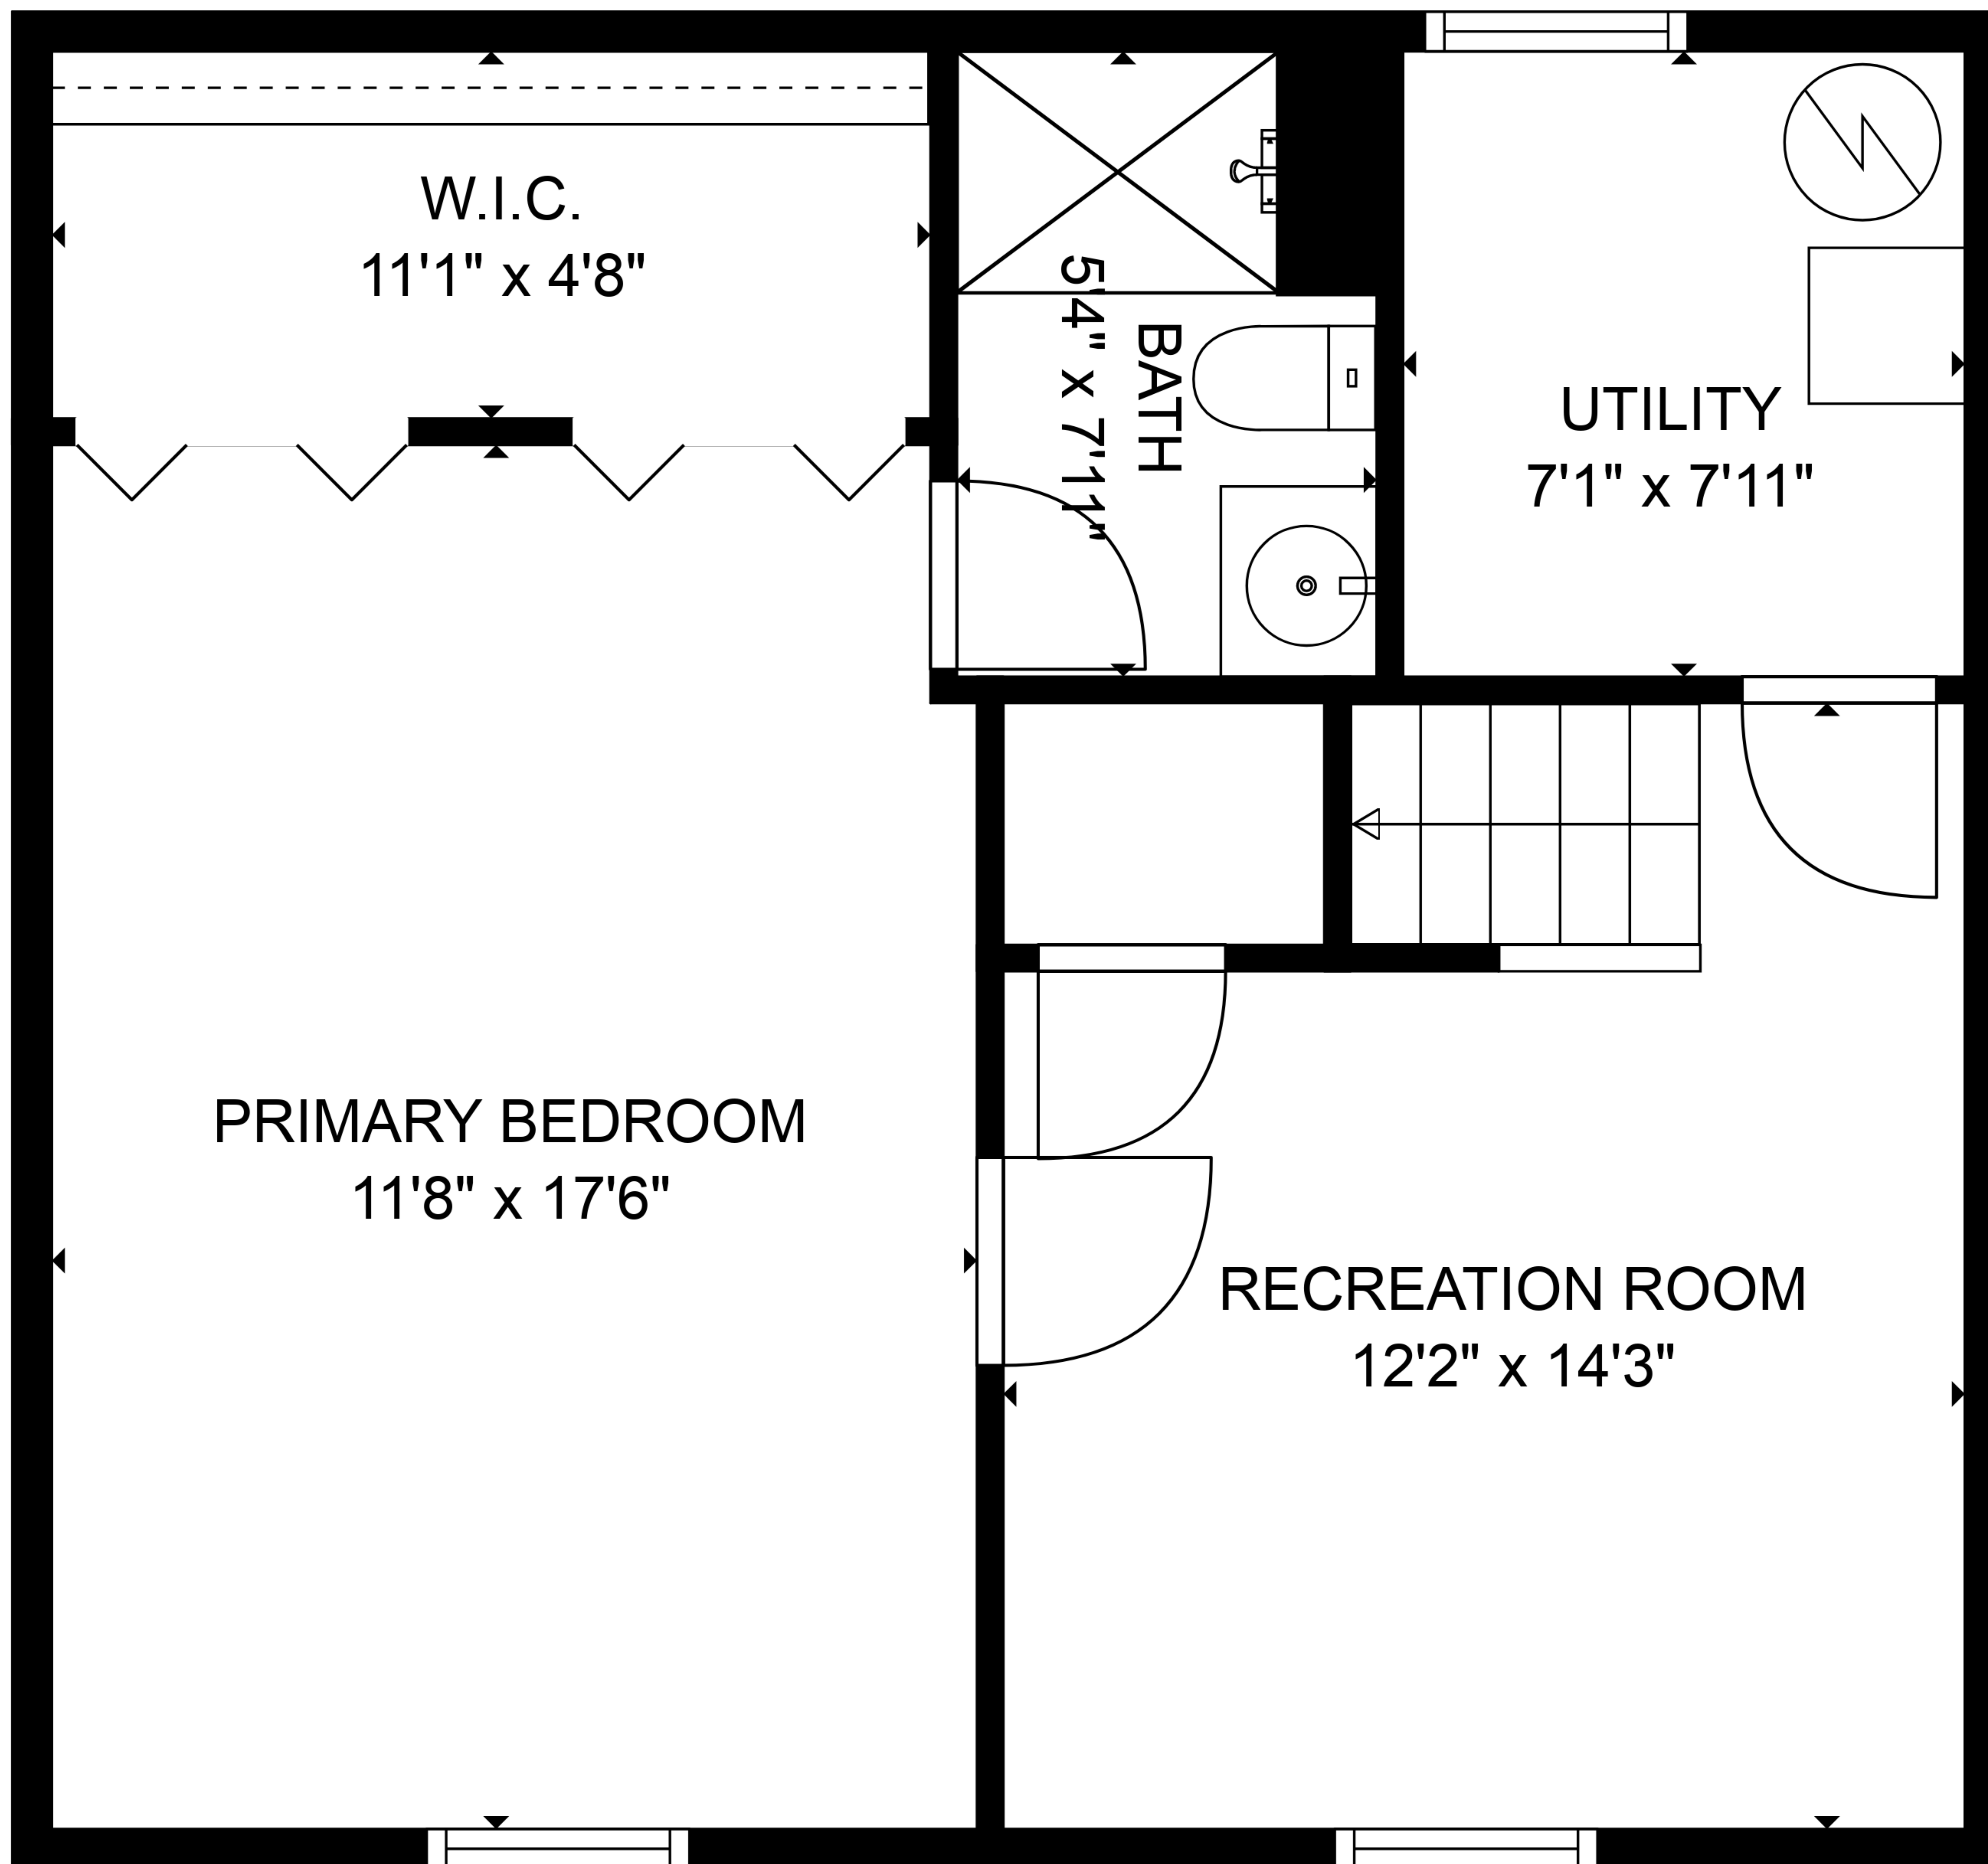 W.I.C.
11'1" x 4'8"
BATH
5'4" x 7'11"
UTILITY
7'1" x 7'11"
PRIMARY BEDROOM
11'8" x 17'6"
RECREATION ROOM
12'2" x 14'3"